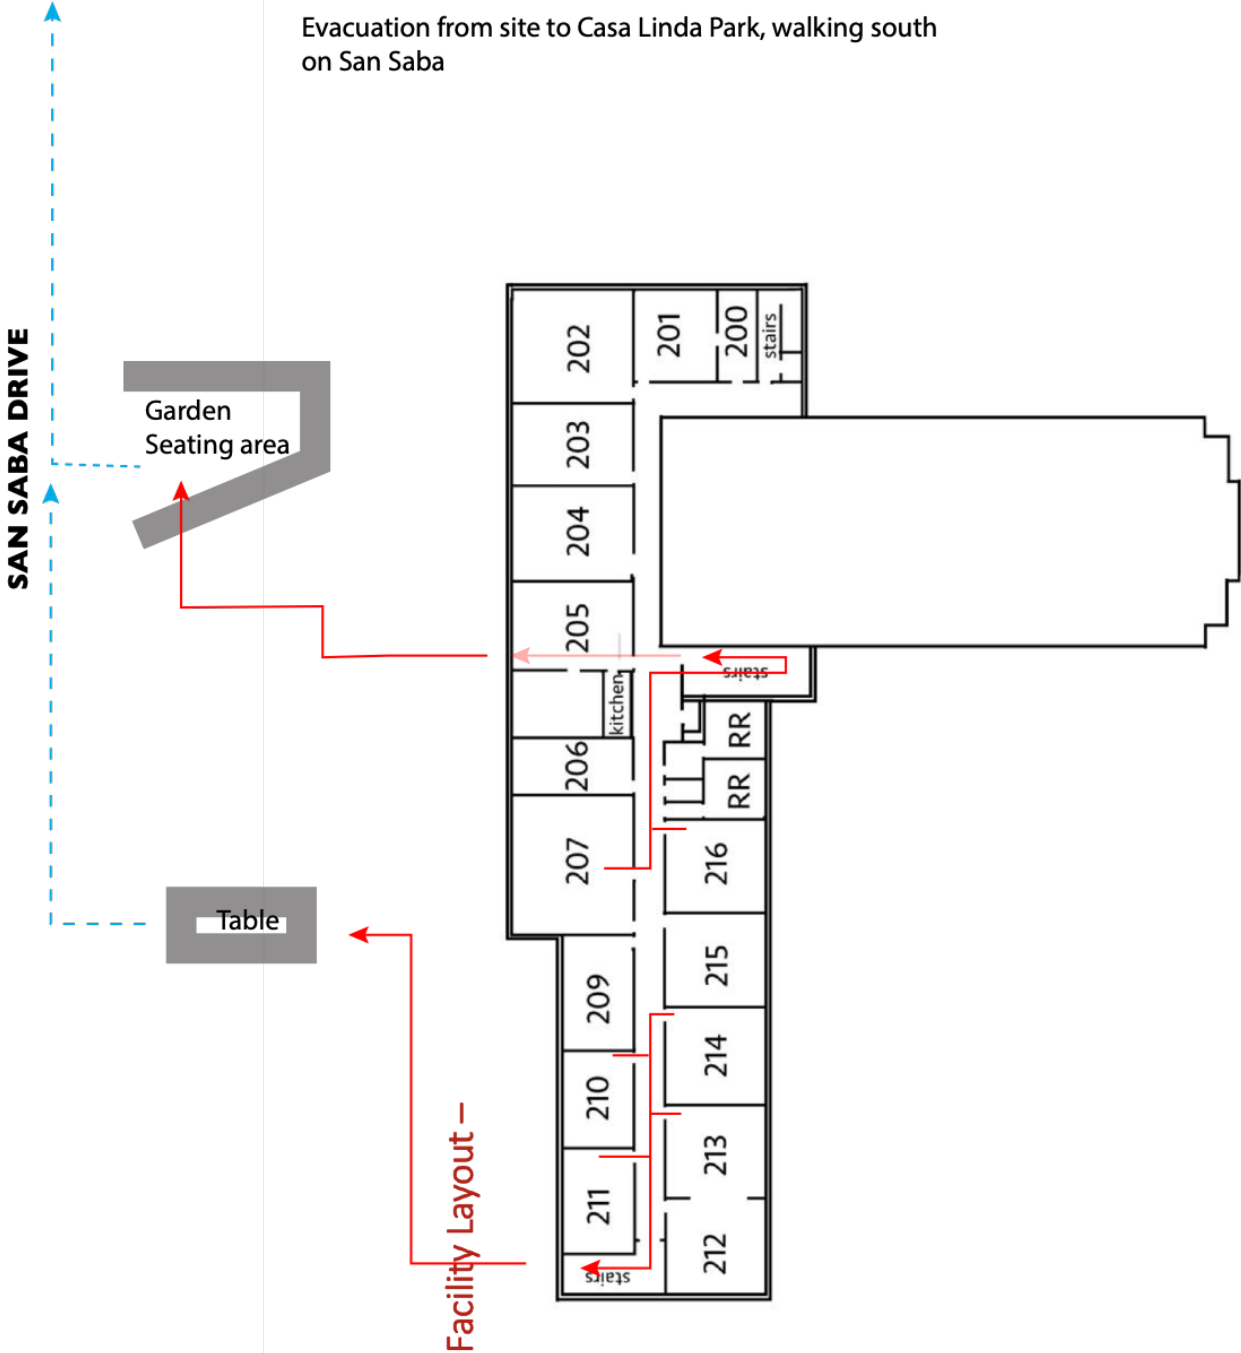 Evacuation from site to Casa Linda Park, walking south
on San Saba
SAN SABA DRIVE
Garden
Seating area
Table
Facility Layout –
202
201
200
stairs
203
204
205
stairs
kitchen
206
RR
RR
207
216
209
215
210
214
211
213
212
stairs